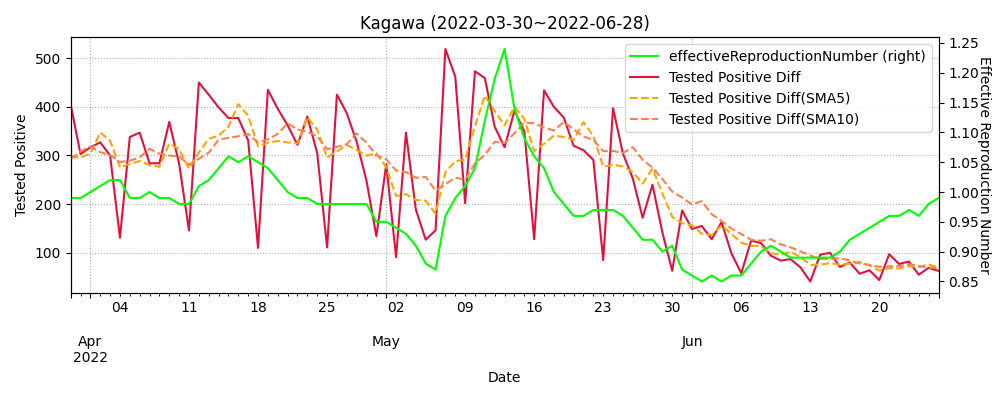 Kagawa (2022-03-30~2022-06-28)
effectiveReproductionNumber (right)
Tested Positive Diff
Tested Positive Diff(SMA5)
Tested Positive Diff(SMA10)
Tested Positive
500
400
300
200
100
1.25
1.20
1.15
1.10
1.05
1.00
0.95
0.90
0.85
Effective Reproduction Number
04 11 18 25 02 09 16 23 30 06 13 20
Apr May Jun
2022
Date